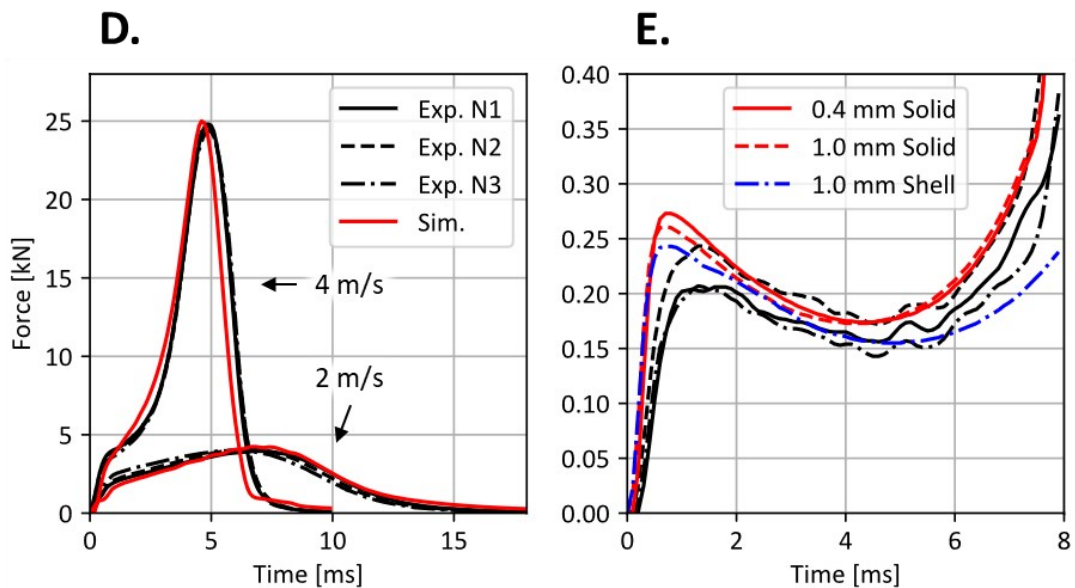 D.
Force [kN]
25
20
15
10
5
0
0
5
10
15
Time [ms]
Exp. N1
Exp. N2
Exp. N3
Sim.
4 m/s
2 m/s
E.
0.40
0.35
0.30
0.25
0.20
0.15
0.10
0.05
0.00
0
2
4
6
8
Time [ms]
0.4 mm Solid
1.0 mm Solid
1.0 mm Shell